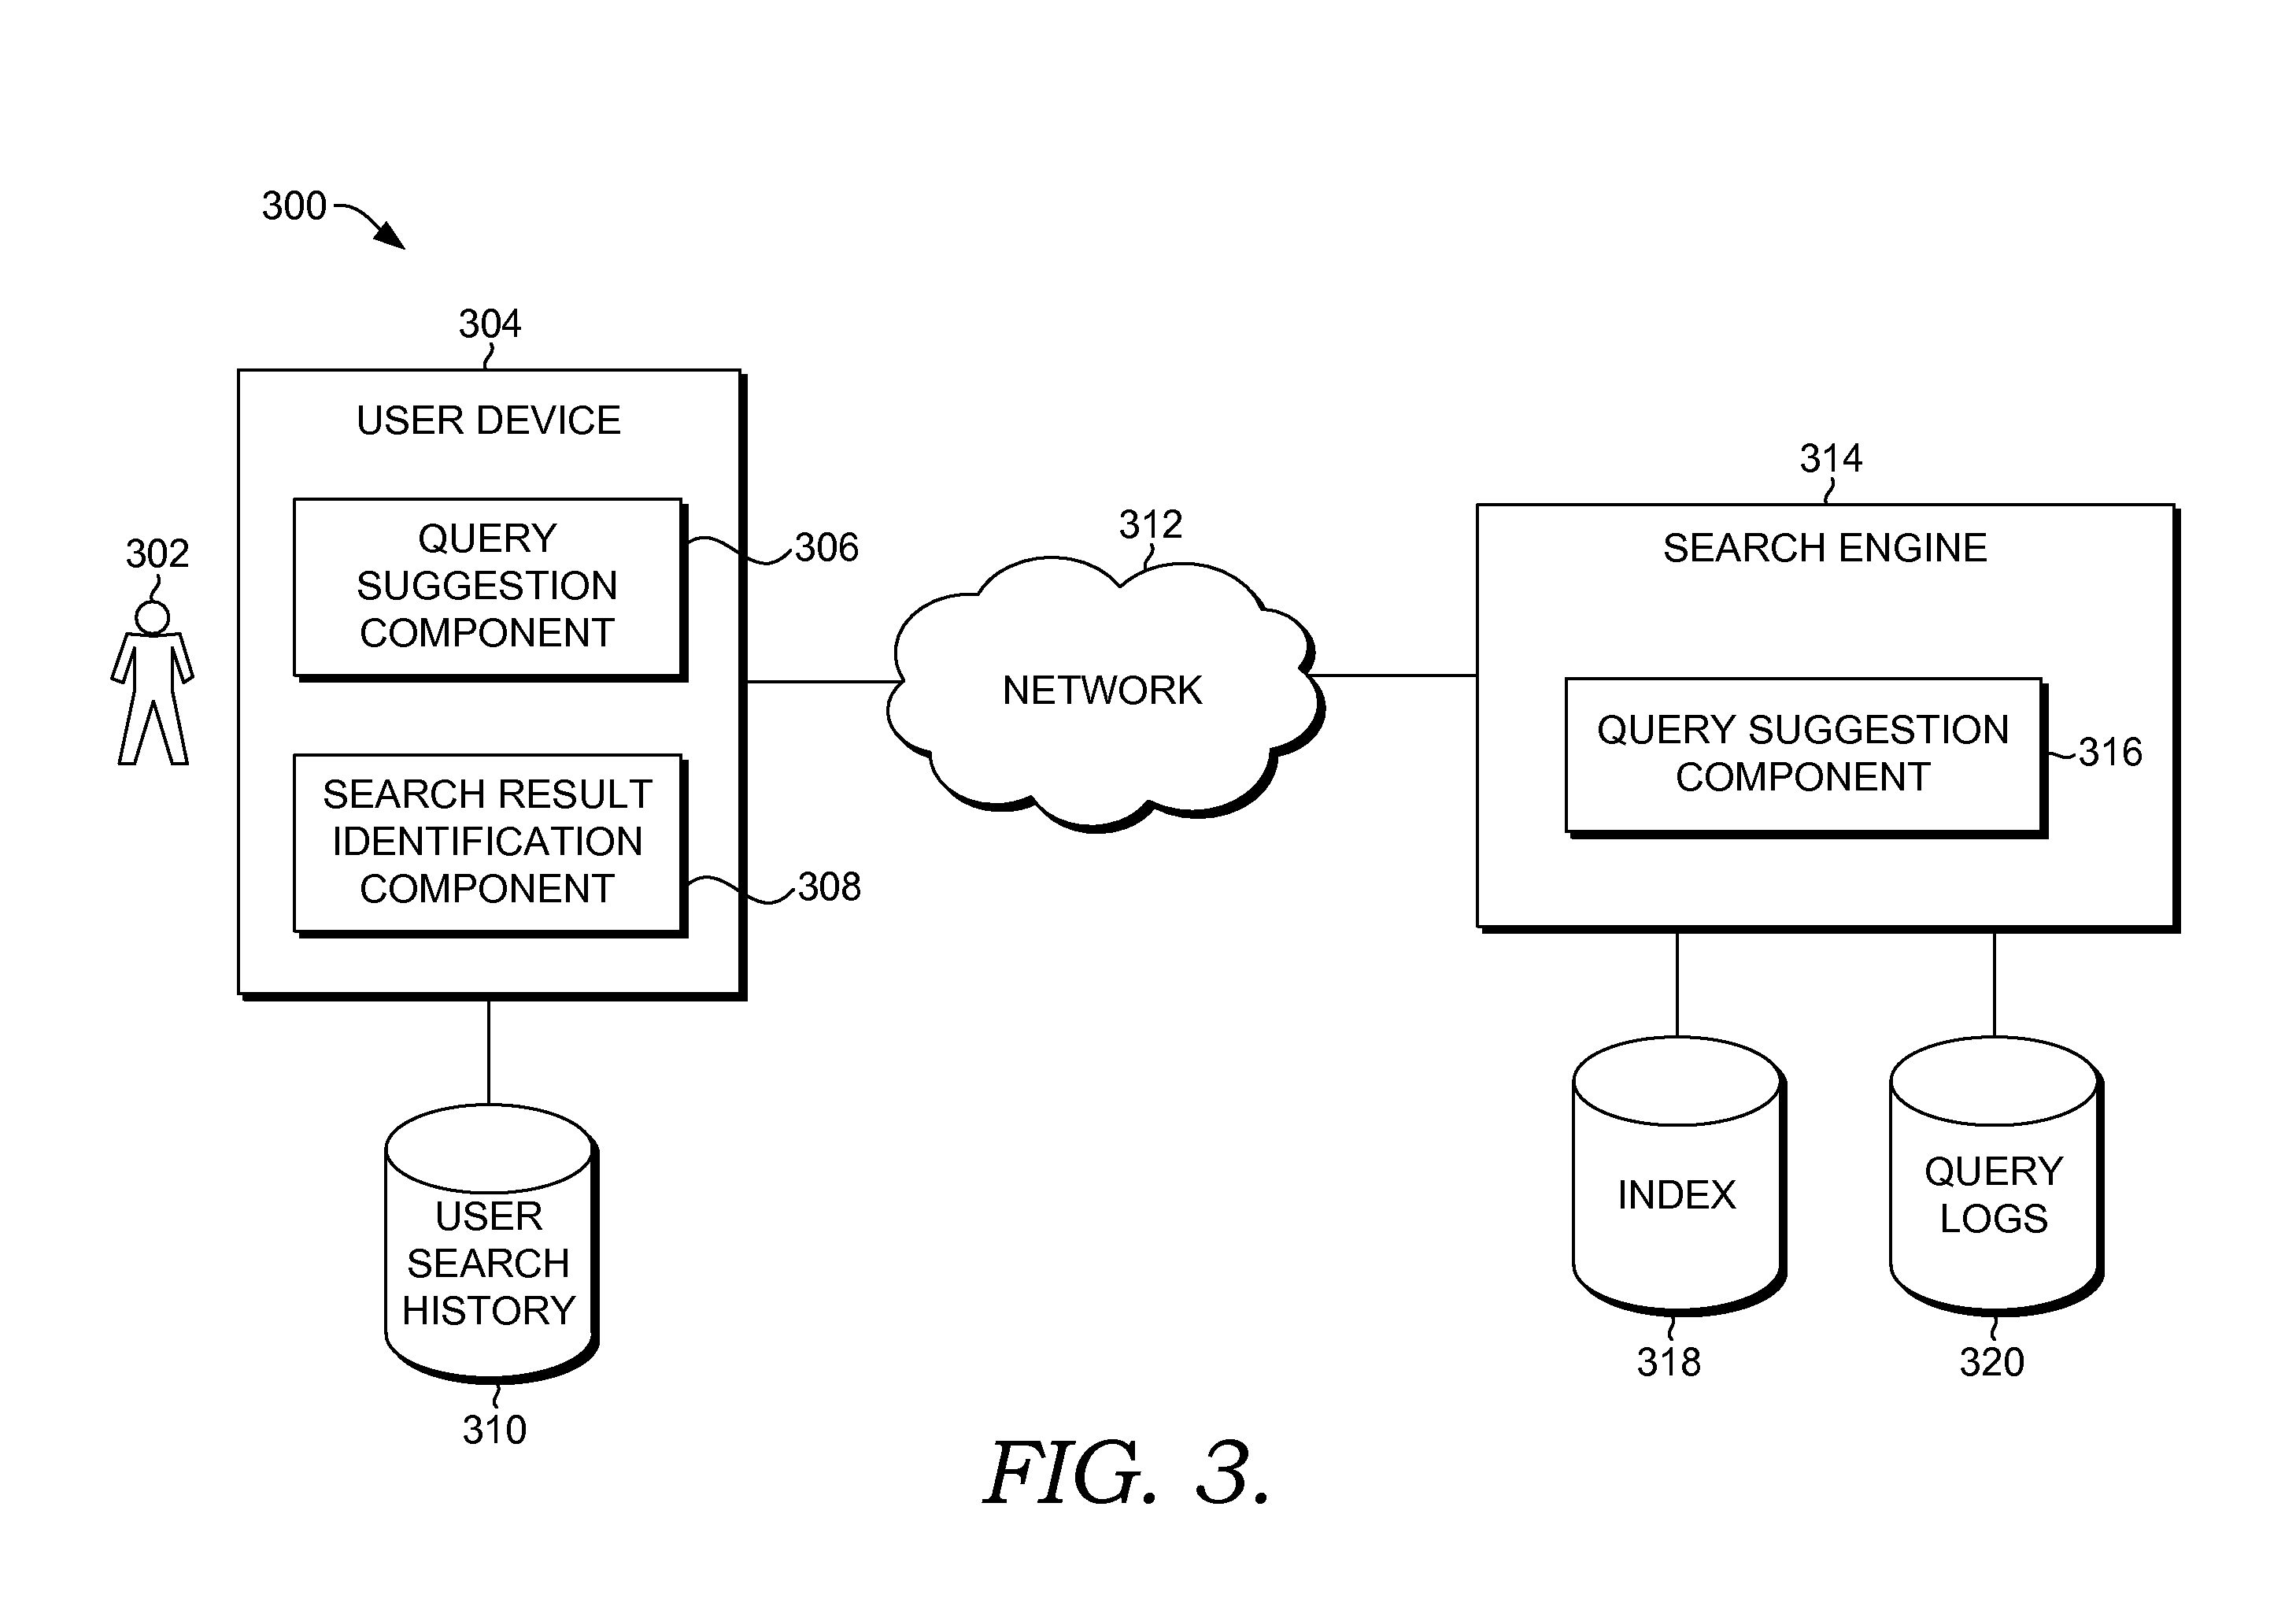 300
304
USER DEVICE
QUERY
SUGGESTION
COMPONENT
306
302
SEARCH RESULT
IDENTIFICATION
COMPONENT
308
USER
SEARCH
HISTORY
310
312
NETWORK
314
SEARCH ENGINE
QUERY SUGGESTION
COMPONENT
316
INDEX
318
QUERY
LOGS
320
FIG. 3.